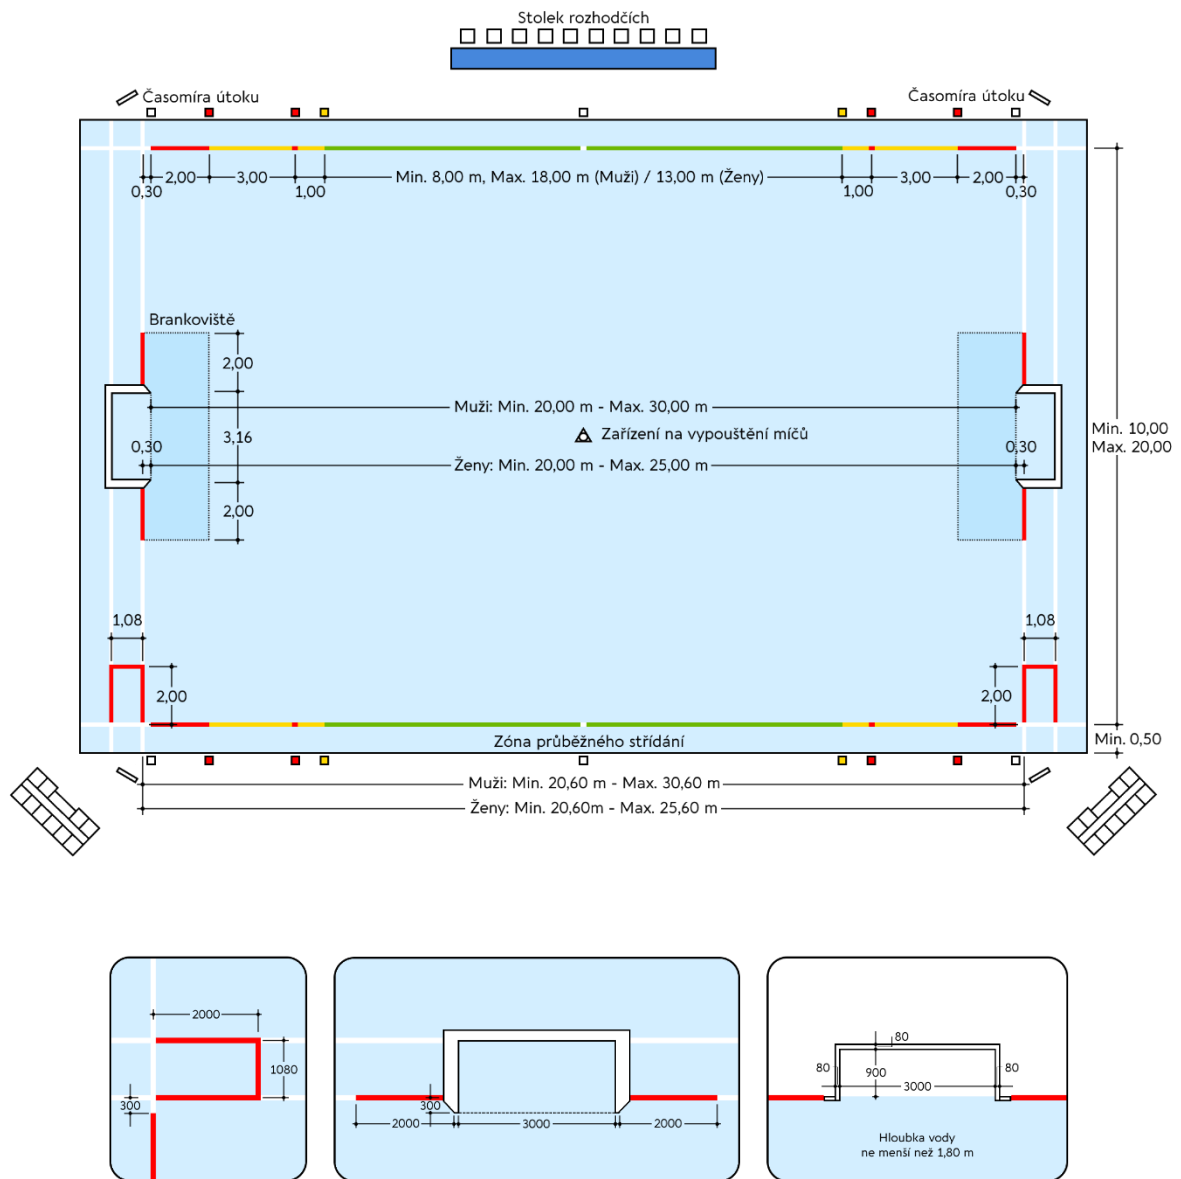 Stolek rozhodčích
Časomíra útoku
Časomíra útoku
2,00
3,00
Min. 8,00 m, Max. 18,00 m (Muži) / 13,00 m (Ženy)
3,00
2,00
0,30
1,00
1,00
0,30
Brankoviště
2,00
Muži: Min. 20,00 m - Max. 30,00 m
Zařízení na vypouštění míčů
Min. 10,00
Max. 20,00
3,16
0,30
0,30
Ženy: Min. 20,00 m - Max. 25,00 m
2,00
1,08
1,08
2,00
2,00
Zóna průběžného střídání
Min. 0,50
Muži: Min. 20,60 m - Max. 30,60 m
Ženy: Min. 20,60m - Max. 25,60 m
2000
1080
300
300
2000
3000
2000
80
80
900
80
3000
Hloubka vody
ne menší než 1,80 m